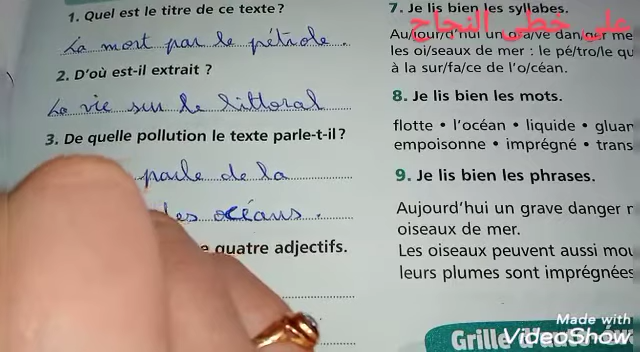 1. Quel est le titre de ce texte ?
La mort par le pétrole.
2. D'où est-il extrait ?
La vie sur le littoral
3. De quelle pollution le texte parle-t-il ?
parle de la
des océans.
quatre adjectifs.
7. Je lis bien les syllabes.
على خطى النجاح
Au/jour/d'hui un gra/ve dan/ger me
les oi/seaux de mer : le pé/tro/le qu
à la sur/fa/ce de l'o/céan.
8. Je lis bien les mots.
flotte • l'océan • liquide • gluan
empoisonne • imprégné • trans
9. Je lis bien les phrases.
Aujourd'hui un grave danger
oiseaux de mer.
Les oiseaux peuvent aussi mou
leurs plumes sont imprégnées
Grille
Made with
VideoShow